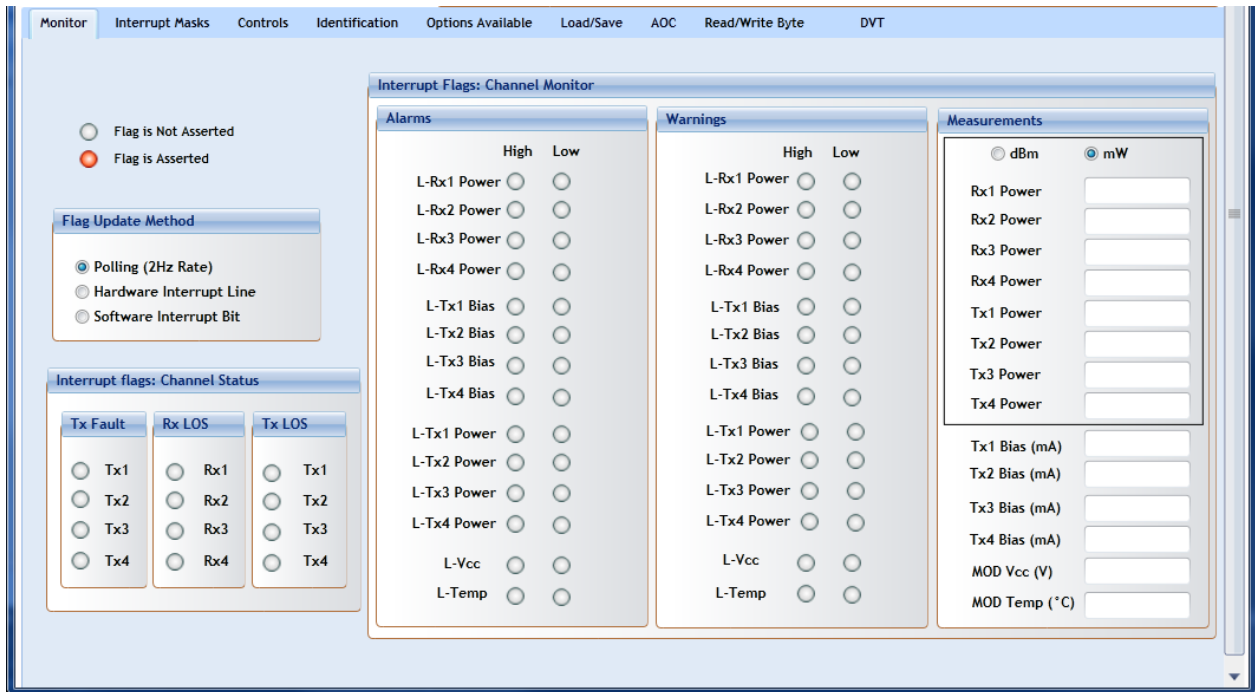 Monitor Interrupt Masks Controls Identification Options Available Load/Save AOC Read/Write Byte DVT
Flag is Not Asserted
Flag is Asserted
Flag Update Method
Polling (2Hz Rate)
Hardware Interrupt Line
Software Interrupt Bit
Interrupt flags: Channel Status
Tx Fault Rx LOS Tx LOS
Tx1 Rx1 Tx1
Tx2 Rx2 Tx2
Tx3 Rx3 Tx3
Tx4 Rx4 Tx4
Interrupt Flags: Channel Monitor
Alarms
High Low
L-Rx1 Power
L-Rx2 Power
L-Rx3 Power
L-Rx4 Power
L-Tx1 Bias
L-Tx2 Bias
L-Tx3 Bias
L-Tx4 Bias
L-Tx1 Power
L-Tx2 Power
L-Tx3 Power
L-Tx4 Power
L-Vcc
L-Temp
Warnings
High Low
L-Rx1 Power
L-Rx2 Power
L-Rx3 Power
L-Rx4 Power
L-Tx1 Bias
L-Tx2 Bias
L-Tx3 Bias
L-Tx4 Bias
L-Tx1 Power
L-Tx2 Power
L-Tx3 Power
L-Tx4 Power
L-Vcc
L-Temp
Measurements
dBm mW
Rx1 Power
Rx2 Power
Rx3 Power
Rx4 Power
Tx1 Power
Tx2 Power
Tx3 Power
Tx4 Power
Tx1 Bias (mA)
Tx2 Bias (mA)
Tx3 Bias (mA)
Tx4 Bias (mA)
MOD Vcc (V)
MOD Temp (°C)